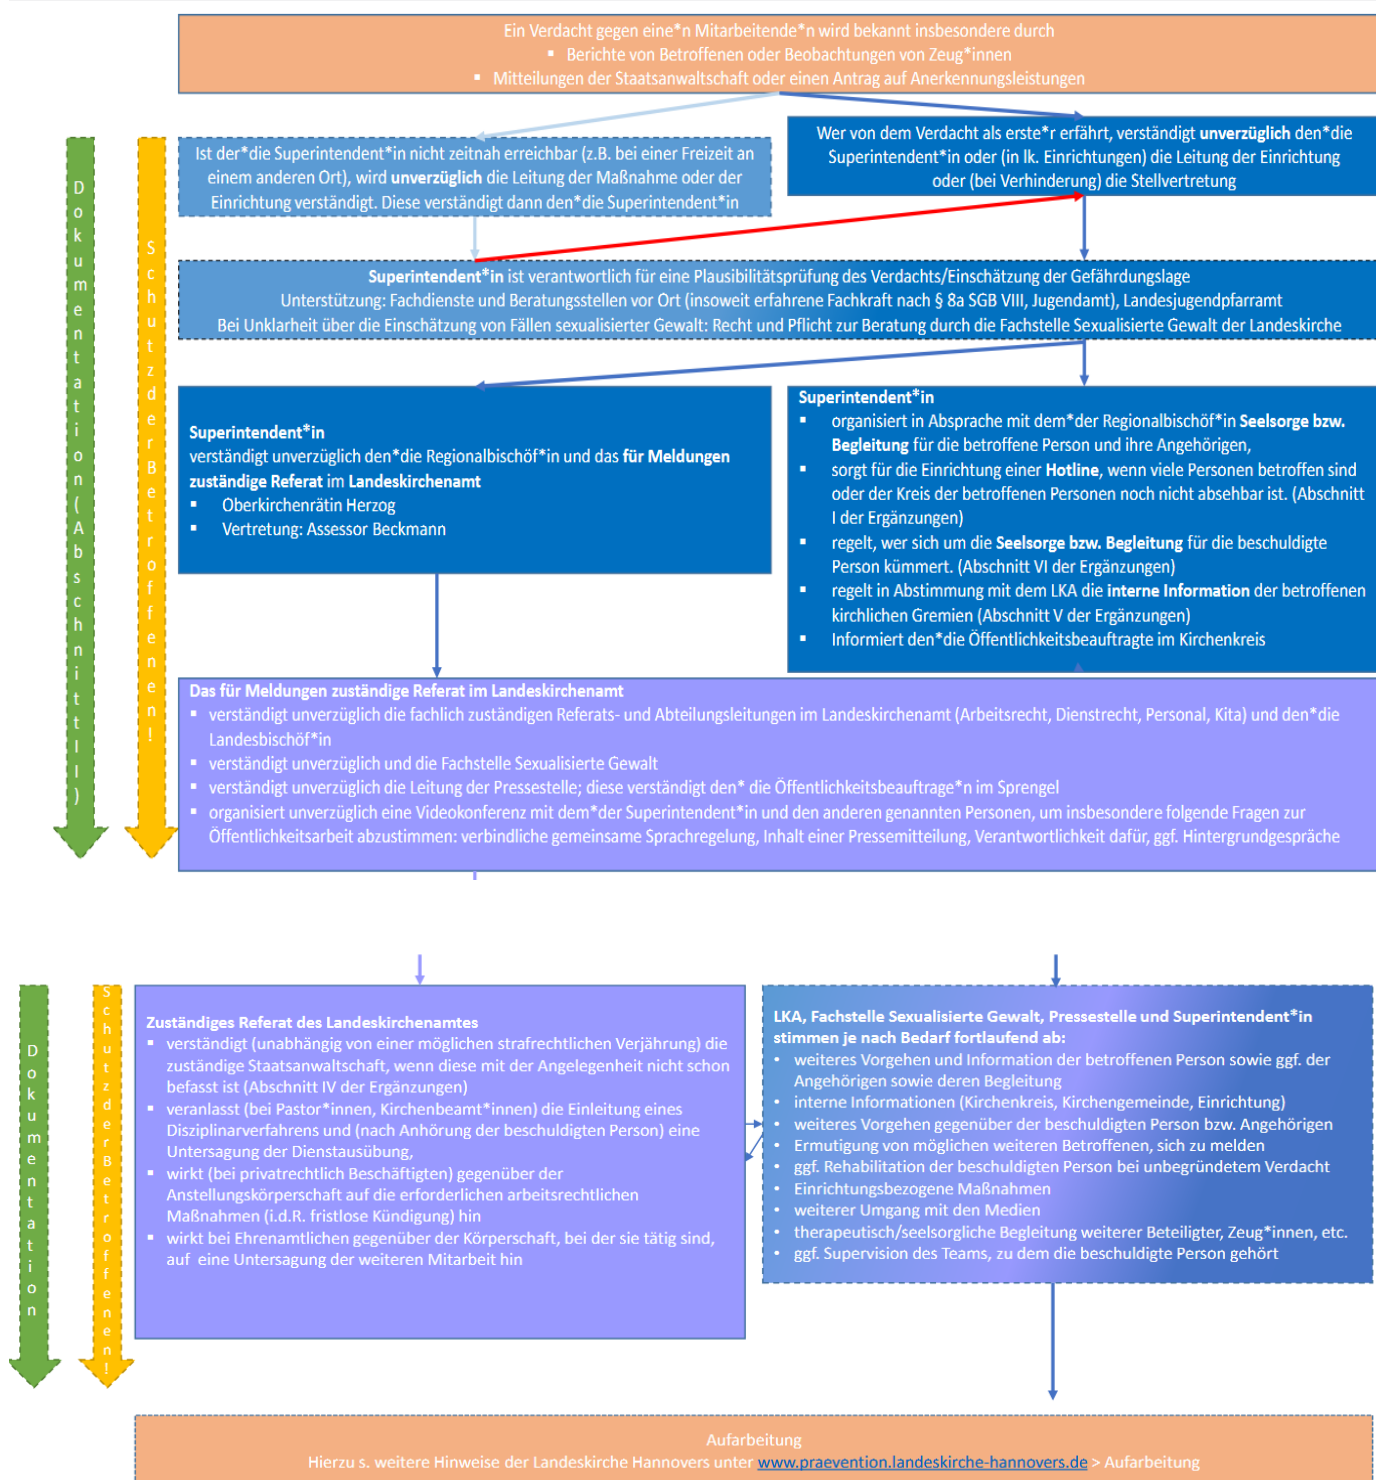 Ein Verdacht gegen eine*n Mitarbeitende*n wird bekannt insbesondere durch
▪ Berichte von Betroffenen oder Beobachtungen von Zeug*innen
▪ Mitteilungen der Staatsanwaltschaft oder einen Antrag auf Anerkennungsleistungen
Dokumentation (Abschnitt II)
Schutz der Betroffenen!
Ist der*die Superintendent*in nicht zeitnah erreichbar (z.B. bei einer Freizeit an
einem anderen Ort), wird unverzüglich die Leitung der Maßnahme oder der
Einrichtung verständigt. Diese verständigt dann den*die Superintendent*in
Wer von dem Verdacht als erste*r erfährt, verständigt unverzüglich den*die
Superintendent*in oder (in lk. Einrichtungen) die Leitung der Einrichtung
oder (bei Verhinderung) die Stellvertretung
Superintendent*in ist verantwortlich für eine Plausibilitätsprüfung des Verdachts/Einschätzung der Gefährdungslage
Unterstützung: Fachdienste und Beratungsstellen vor Ort (insoweit erfahrene Fachkraft nach § 8a SGB VIII, Jugendamt), Landesjugendpfarramt
Bei Unklarheit über die Einschätzung von Fällen sexualisierter Gewalt: Recht und Pflicht zur Beratung durch die Fachstelle Sexualisierte Gewalt der Landeskirche
Superintendent*in
verständigt unverzüglich den*die Regionalbischöf*in und das für Meldungen
zuständige Referat im Landeskirchenamt
▪ Oberkirchenrätin Herzog
▪ Vertretung: Assessor Beckmann
Superintendent*in
▪ organisiert in Absprache mit dem*der Regionalbischöf*in Seelsorge bzw.
Begleitung für die betroffene Person und ihre Angehörigen,
▪ sorgt für die Einrichtung einer Hotline, wenn viele Personen betroffen sind
oder der Kreis der betroffenen Personen noch nicht absehbar ist. (Abschnitt
I der Ergänzungen)
▪ regelt, wer sich um die Seelsorge bzw. Begleitung für die beschuldigte
Person kümmert. (Abschnitt VI der Ergänzungen)
▪ regelt in Abstimmung mit dem LKA die interne Information der betroffenen
kirchlichen Gremien (Abschnitt V der Ergänzungen)
▪ Informiert den*die Öffentlichkeitsbeauftragte im Kirchenkreis
Das für Meldungen zuständige Referat im Landeskirchenamt
▪ verständigt unverzüglich die fachlich zuständigen Referats- und Abteilungsleitungen im Landeskirchenamt (Arbeitsrecht, Dienstrecht, Personal, Kita) und den*die
Landesbischöf*in
▪ verständigt unverzüglich und die Fachstelle Sexualisierte Gewalt
▪ verständigt unverzüglich die Leitung der Pressestelle; diese verständigt den* die Öffentlichkeitsbeauftrage*n im Sprengel
▪ organisiert unverzüglich eine Videokonferenz mit dem*der Superintendent*in und den anderen genannten Personen, um insbesondere folgende Fragen zur
Öffentlichkeitsarbeit abzustimmen: verbindliche gemeinsame Sprachregelung, Inhalt einer Pressemitteilung, Verantwortlichkeit dafür, ggf. Hintergrundgespräche
Dokumentation
Schutz der Betroffenen!
Zuständiges Referat des Landeskirchenamtes
▪ verständigt (unabhängig von einer möglichen strafrechtlichen Verjährung) die
zuständige Staatsanwaltschaft, wenn diese mit der Angelegenheit nicht schon
befasst ist (Abschnitt IV der Ergänzungen)
▪ veranlasst (bei Pastor*innen, Kirchenbeamt*innen) die Einleitung eines
Disziplinarverfahrens und (nach Anhörung der beschuldigten Person) eine
Untersagung der Dienstausübung,
▪ wirkt (bei privatrechtlich Beschäftigten) gegenüber der
Anstellungskörperschaft auf die erforderlichen arbeitsrechtlichen
Maßnahmen (i.d.R. fristlose Kündigung) hin
▪ wirkt bei Ehrenamtlichen gegenüber der Körperschaft, bei der sie tätig sind,
auf eine Untersagung der weiteren Mitarbeit hin
LKA, Fachstelle Sexualisierte Gewalt, Pressestelle und Superintendent*in
stimmen je nach Bedarf fortlaufend ab:
• weiteres Vorgehen und Information der betroffenen Person sowie ggf. der
Angehörigen sowie deren Begleitung
• interne Informationen (Kirchenkreis, Kirchengemeinde, Einrichtung)
• weiteres Vorgehen gegenüber der beschuldigten Person bzw. Angehörigen
• Ermutigung von möglichen weiteren Betroffenen, sich zu melden
• ggf. Rehabilitation der beschuldigten Person bei unbegründetem Verdacht
• Einrichtungsbezogene Maßnahmen
• weiterer Umgang mit den Medien
• therapeutisch/seelsorgliche Begleitung weiterer Beteiligter, Zeug*innen, etc.
• ggf. Supervision des Teams, zu dem die beschuldigte Person gehört
Aufarbeitung
Hierzu s. weitere Hinweise der Landeskirche Hannovers unter www.praevention.landeskirche-hannovers.de > Aufarbeitung